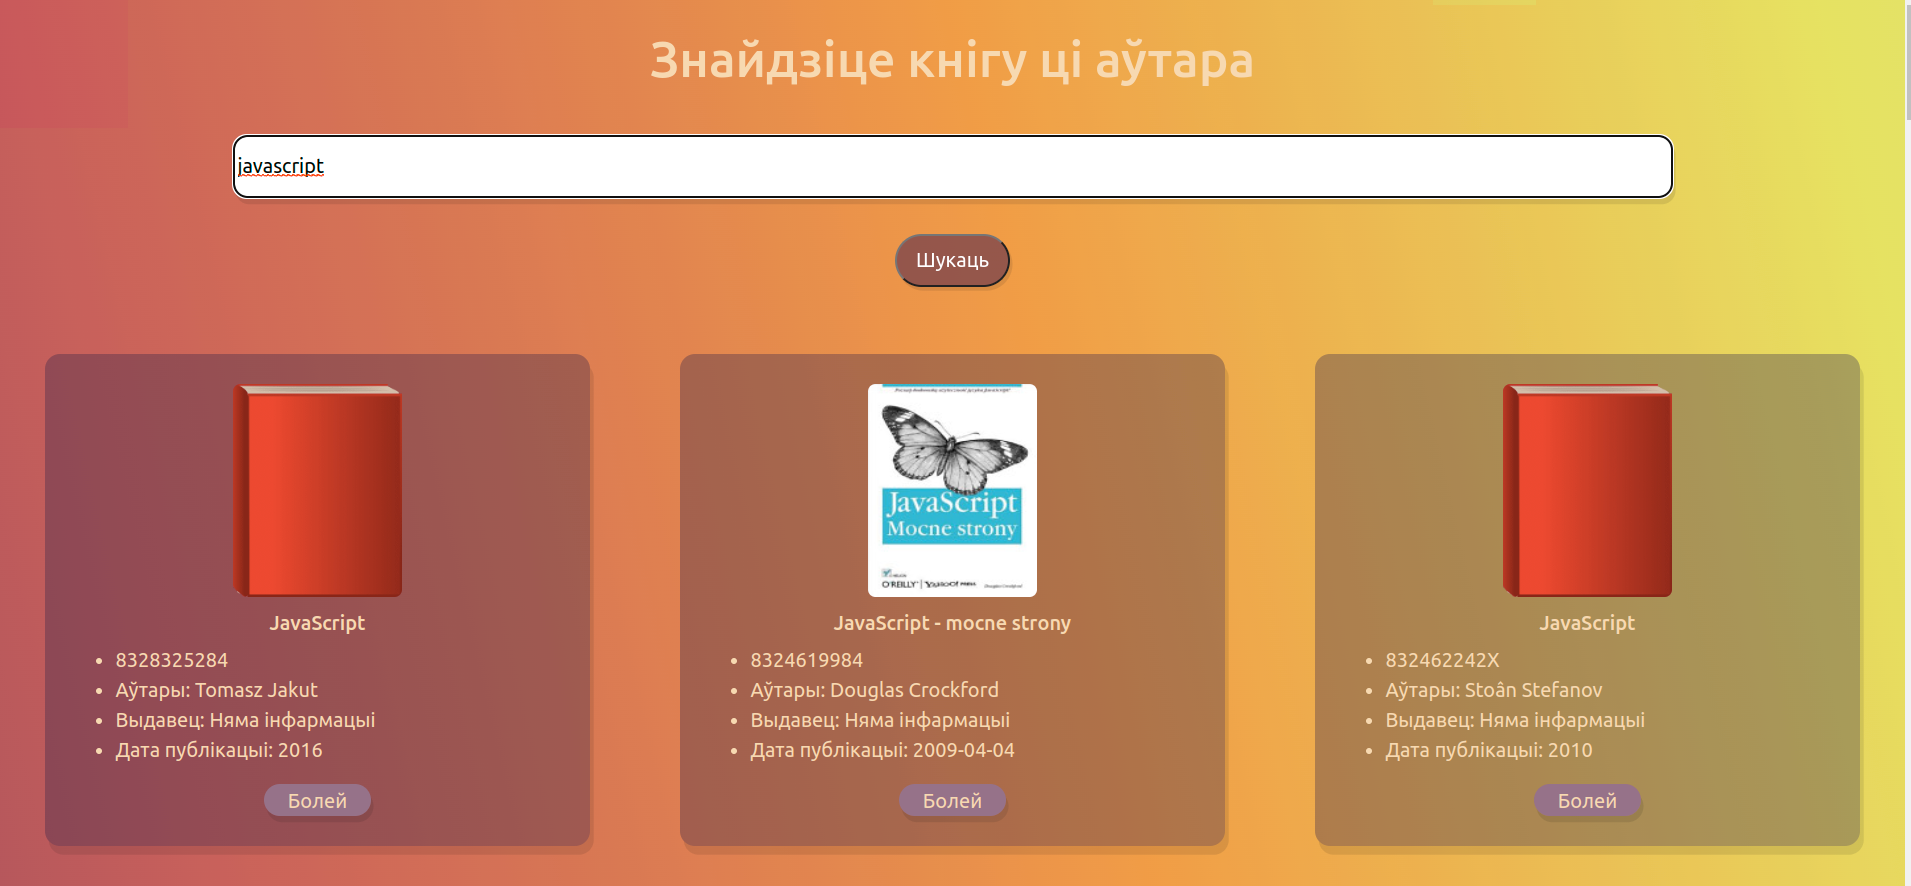 Знайдзіце кнігу ці аўтара
javascript
Шукаць
JavaScript
8328325284
Аўтары: Tomasz Jakut
Выдавец: Няма інфармацыі
Дата публікацыі: 2016
Болей
JavaScript
Mocne strony
O'REILLY® | YAHOO! PRESS
JavaScript - mocne strony
8324619984
Аўтары: Douglas Crockford
Выдавец: Няма інфармацыі
Дата публікацыі: 2009-04-04
Болей
JavaScript
832462242X
Аўтары: Stoân Stefanov
Выдавец: Няма інфармацыі
Дата публікацыі: 2010
Болей